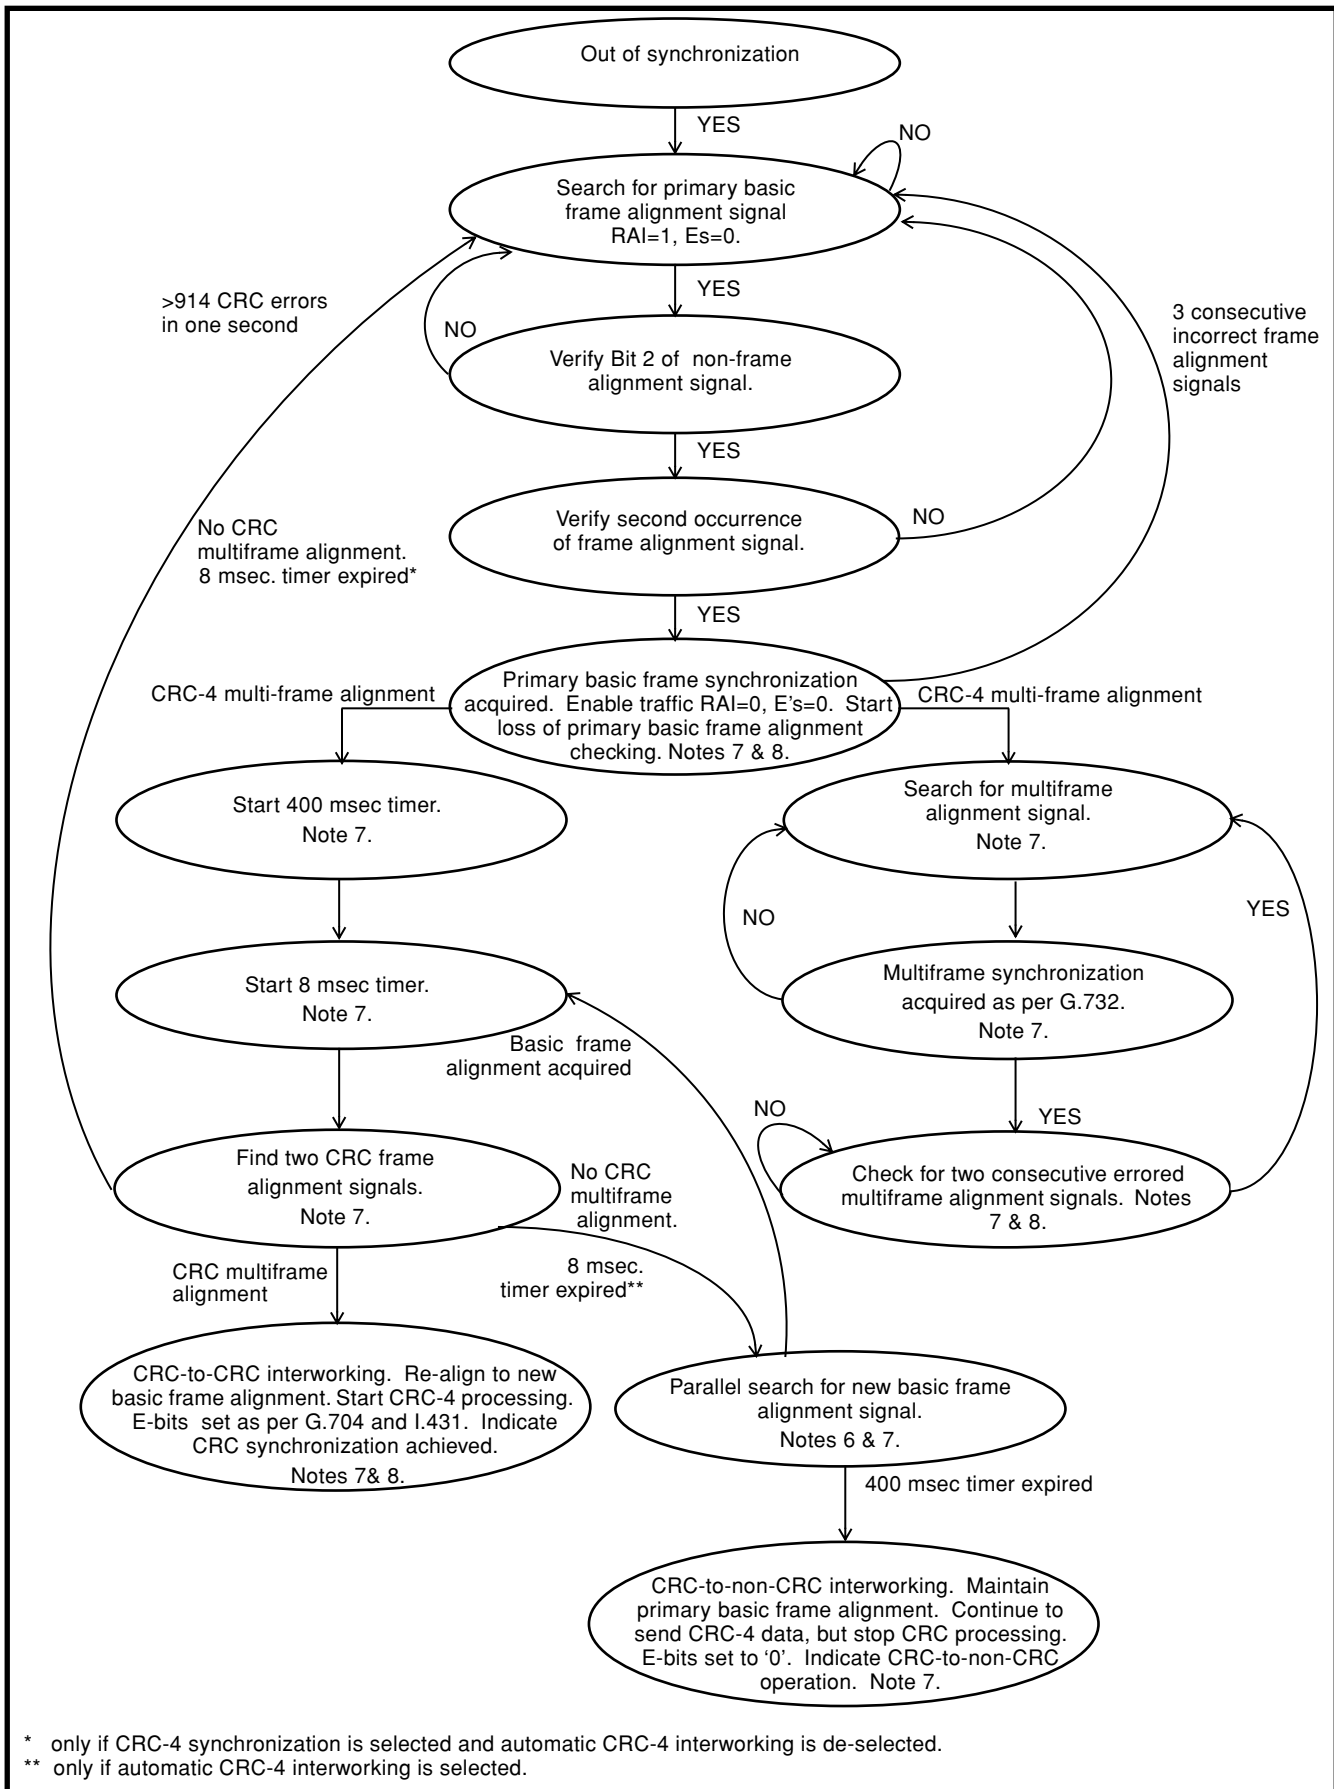 Out of synchronization
YES
NO
Search for primary basic
frame alignment signal
RAI=1, Es=0.
YES
>914 CRC errors
in one second
NO
3 consecutive
incorrect frame
alignment
signals
Verify Bit 2 of non-frame
alignment signal.
YES
Verify second occurrence
of frame alignment signal.
NO
No CRC
multiframe alignment.
8 msec. timer expired*
YES
CRC-4 multi-frame alignment
Primary basic frame synchronization
acquired. Enable traffic RAI=0, E's=0. Start
loss of primary basic frame alignment
checking. Notes 7 & 8.
CRC-4 multi-frame alignment
Start 400 msec timer.
Note 7.
Search for multiframe
alignment signal.
Note 7.
NO
YES
Start 8 msec timer.
Note 7.
Multiframe synchronization
acquired as per G.732.
Note 7.
Basic frame
alignment acquired
NO
YES
Find two CRC frame
alignment signals.
Note 7.
No CRC
multiframe
alignment.
Check for two consecutive errored
multiframe alignment signals. Notes
7 & 8.
CRC multiframe
alignment
8 msec.
timer expired**
CRC-to-CRC interworking. Re-align to new
basic frame alignment. Start CRC-4 processing.
E-bits set as per G.704 and I.431. Indicate
CRC synchronization achieved.
Notes 7& 8.
Parallel search for new basic frame
alignment signal.
Notes 6 & 7.
400 msec timer expired
CRC-to-non-CRC interworking. Maintain
primary basic frame alignment. Continue to
send CRC-4 data, but stop CRC processing.
E-bits set to ‘0’. Indicate CRC-to-non-CRC
operation. Note 7.
* only if CRC-4 synchronization is selected and automatic CRC-4 interworking is de-selected.
** only if automatic CRC-4 interworking is selected.